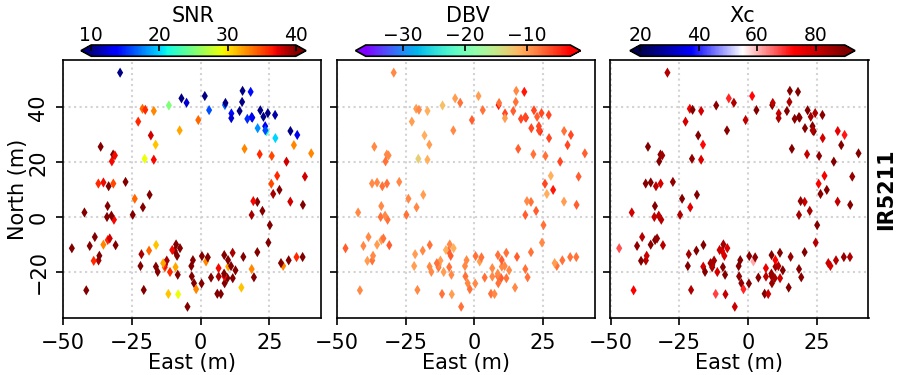 SNR DBV Xc
10 20 30 40 −30 −20 −10 20 40 60 80
40
20
0
−20
North (m)
IR5211
−50 −25 0 25 −50 −25 0 25 −50 −25 0 25
East (m) East (m) East (m)